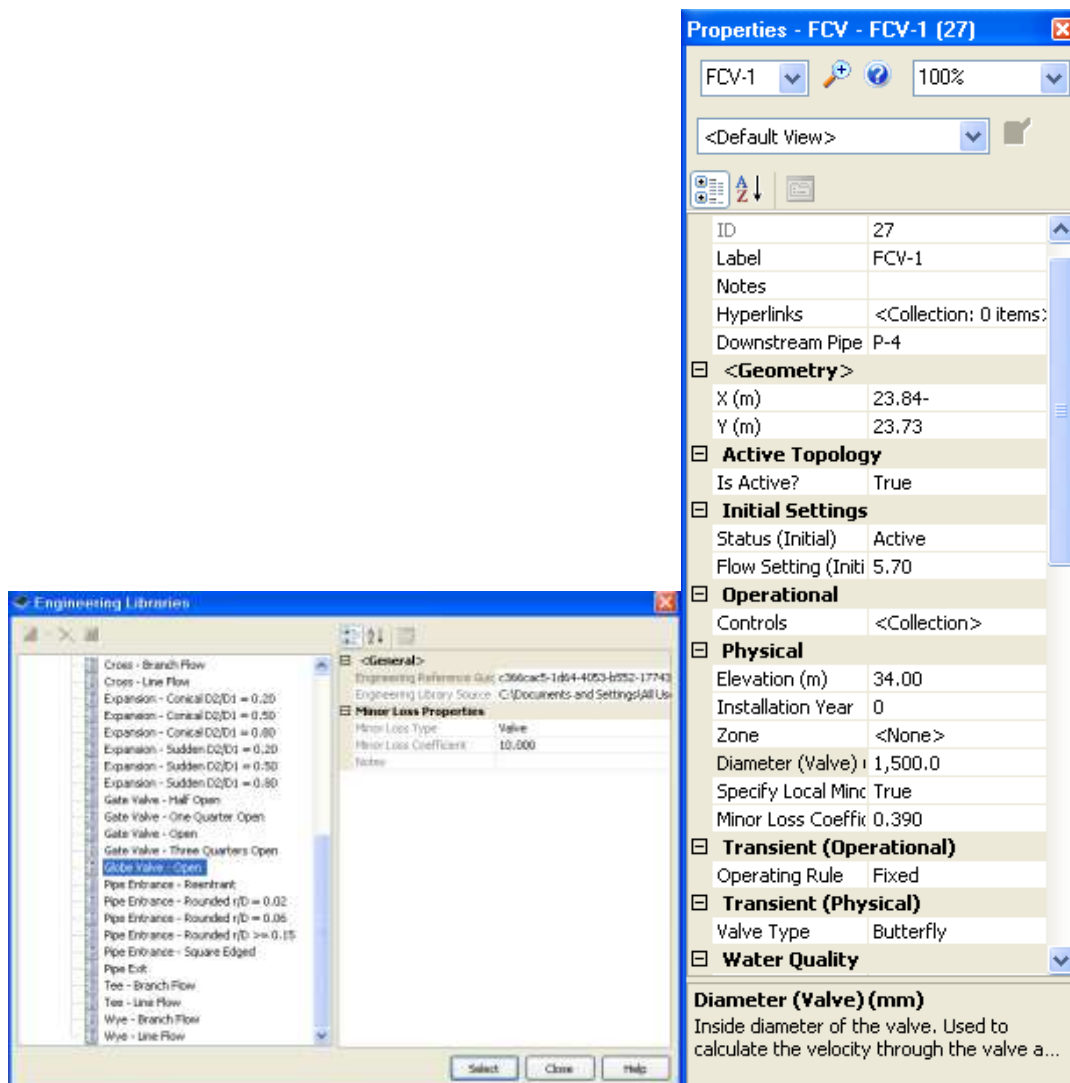 Properties - FCV - FCV-1 (27)
FCV-1 100%
<Default View>
ID 27
Label FCV-1
Notes
Hyperlinks <Collection: 0 items>
Downstream Pipe P-4
<Geometry>
X (m) 23.84-
Y (m) 23.73
Active Topology
Is Active? True
Initial Settings
Status (Initial) Active
Flow Setting (Initi 5.70
Operational
Controls <Collection>
Physical
Elevation (m) 34.00
Installation Year 0
Zone <None>
Diameter (Valve) ( 1,500.0
Specify Local Minc True
Minor Loss Coeffic 0.390
Transient (Operational)
Operating Rule Fixed
Transient (Physical)
Valve Type Butterfly
Water Quality
Diameter (Valve) (mm)
Inside diameter of the valve. Used to
calculate the velocity through the valve a...
Engineering Libraries
Cross - Branch Flow
Cross - Line Flow
Expansion - Conical D2/D1 = 0.20
Expansion - Conical D2/D1 = 0.50
Expansion - Conical D2/D1 = 0.80
Expansion - Sudden D2/D1 = 0.20
Expansion - Sudden D2/D1 = 0.50
Expansion - Sudden D2/D1 = 0.80
Gate Valve - Half Open
Gate Valve - One Quarter Open
Gate Valve - Open
Gate Valve - Three Quarters Open
Globe Valve - Open
Pipe Entrance - Reentrant
Pipe Entrance - Rounded r/D = 0.02
Pipe Entrance - Rounded r/D = 0.06
Pipe Entrance - Rounded r/D >= 0.15
Pipe Entrance - Square Edged
Pipe Exit
Tee - Branch Flow
Tee - Line Flow
Wye - Branch Flow
Wye - Line Flow
<General>
Engineering Reference Guid c366cac5-1d64-4053-b552-17743
Engineering Library Source C:\Documents and Settings\All Us
Minor Loss Properties
Minor Loss Type Valve
Minor Loss Coefficient 10.000
Notes
Select Close Help